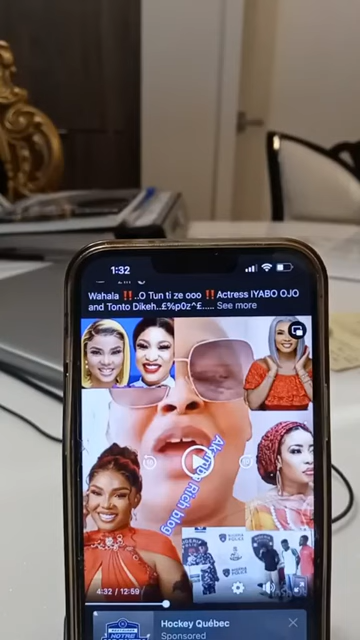 1:32
Wahala ‼️..O Tun ti ze ooo ‼️Actress IYABO OJO
and Tonto Dikeh..£%p0z^£..... See more
Akanbe Rich blog
4:32 / 12:59
Hockey Québec
Sponsored